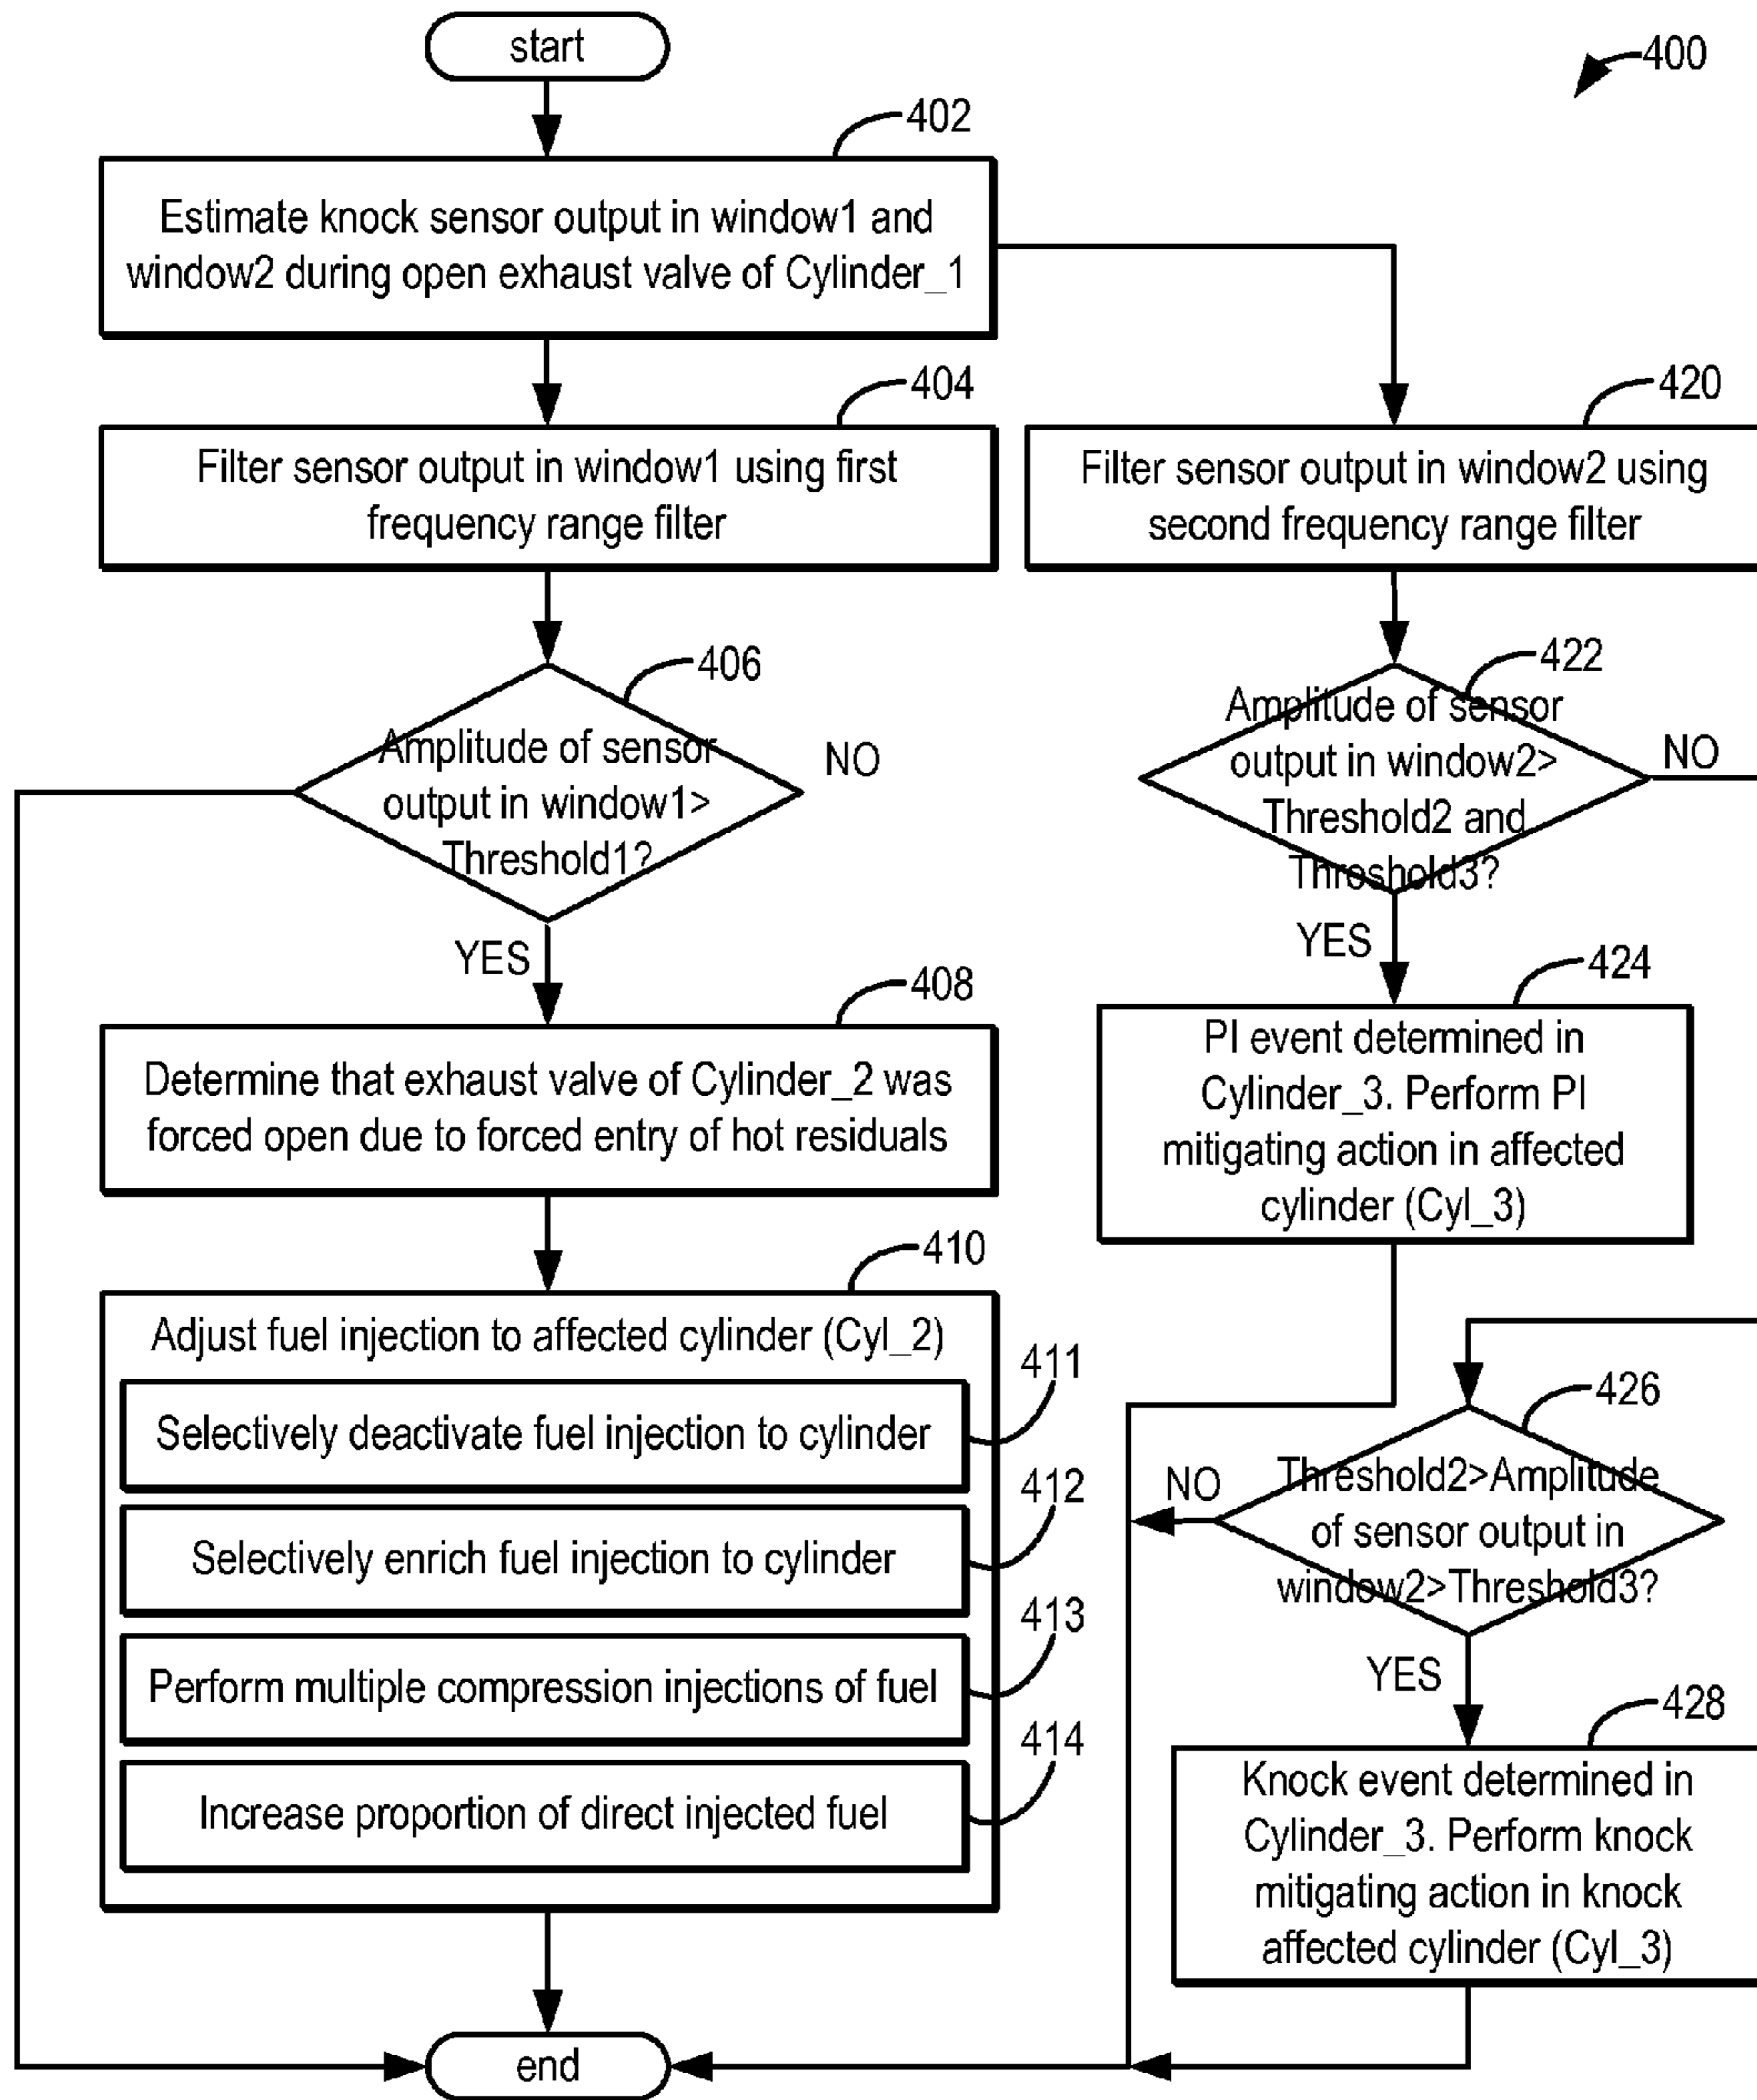 start
400
402
Estimate knock sensor output in window1 and
window2 during open exhaust valve of Cylinder_1
404
Filter sensor output in window1 using first
frequency range filter
420
Filter sensor output in window2 using
second frequency range filter
406
Amplitude of sensor
output in window1>
Threshold1?
NO
YES
422
Amplitude of sensor
output in window2>
Threshold2 and
Threshold3?
NO
YES
408
Determine that exhaust valve of Cylinder_2 was
forced open due to forced entry of hot residuals
424
PI event determined in
Cylinder_3. Perform PI
mitigating action in affected
cylinder (Cyl_3)
410
Adjust fuel injection to affected cylinder (Cyl_2)
411
Selectively deactivate fuel injection to cylinder
412
Selectively enrich fuel injection to cylinder
413
Perform multiple compression injections of fuel
414
Increase proportion of direct injected fuel
426
Threshold2>Amplitude
of sensor output in
window2>Threshold3?
NO
YES
428
Knock event determined in
Cylinder_3. Perform knock
mitigating action in knock
affected cylinder (Cyl_3)
end